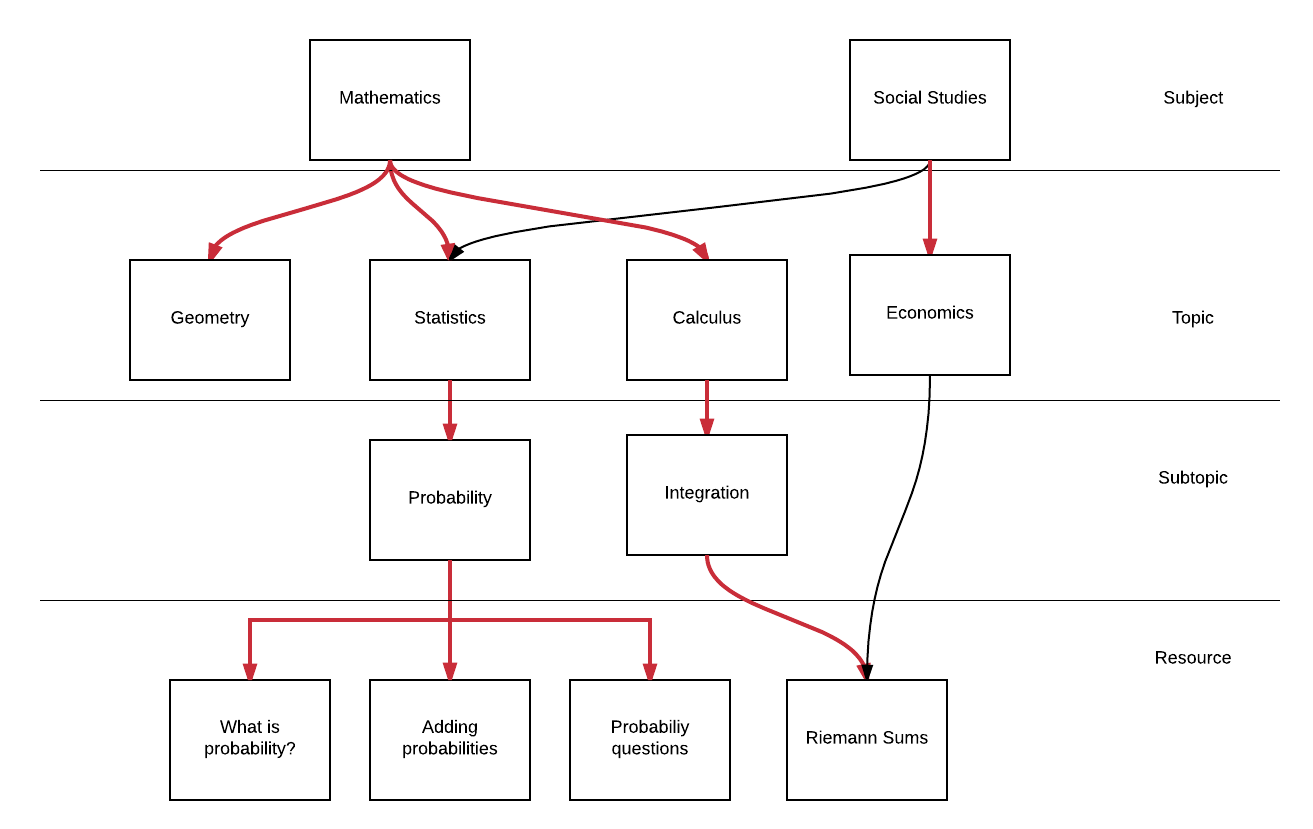 Mathematics
Social Studies
Subject
Geometry
Statistics
Calculus
Economics
Topic
Probability
Integration
Subtopic
Resource
What is
probability?
Adding
probabilities
Probabiliy
questions
Riemann Sums